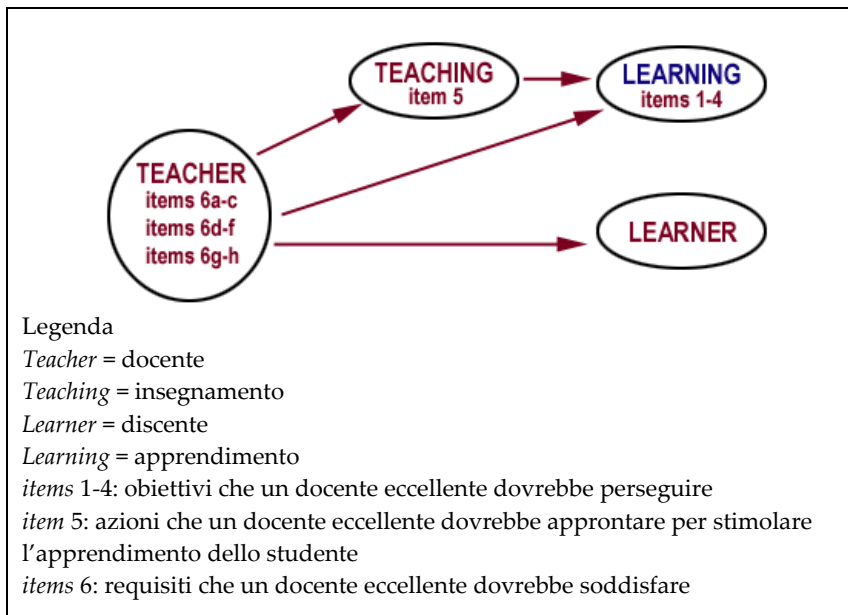 TEACHING
item 5
LEARNING
items 1-4
TEACHER
items 6a-c
items 6d-f
items 6g-h
LEARNER
Legenda
Teacher = docente
Teaching = insegnamento
Learner = discente
Learning = apprendimento
items 1-4: obiettivi che un docente eccellente dovrebbe perseguire
item 5: azioni che un docente eccellente dovrebbe approntare per stimolare
l'apprendimento dello studente
items 6: requisiti che un docente eccellente dovrebbe soddisfare